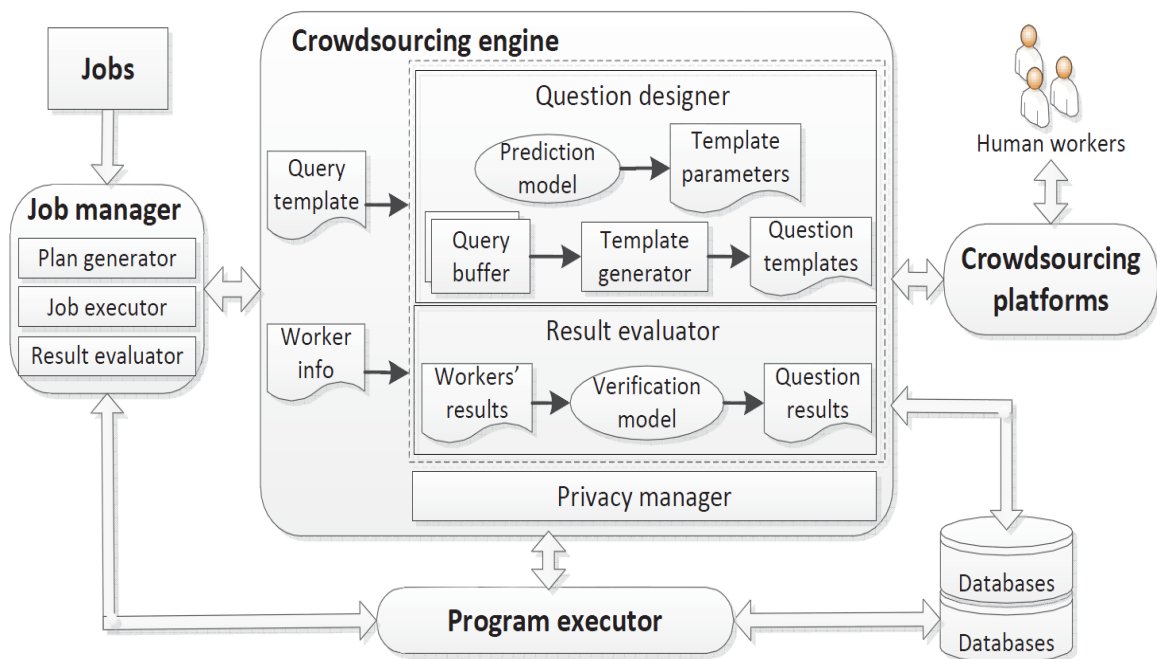 Jobs
Job manager
Plan generator
Job executor
Result evaluator
Crowdsourcing engine
Query
template
Worker
info
Question designer
Prediction
model
Template
parameters
Query
buffer
Template
generator
Question
templates
Result evaluator
Workers'
results
Verification
model
Question
results
Privacy manager
Human workers
Crowdsourcing
platforms
Program executor
Databases
Databases